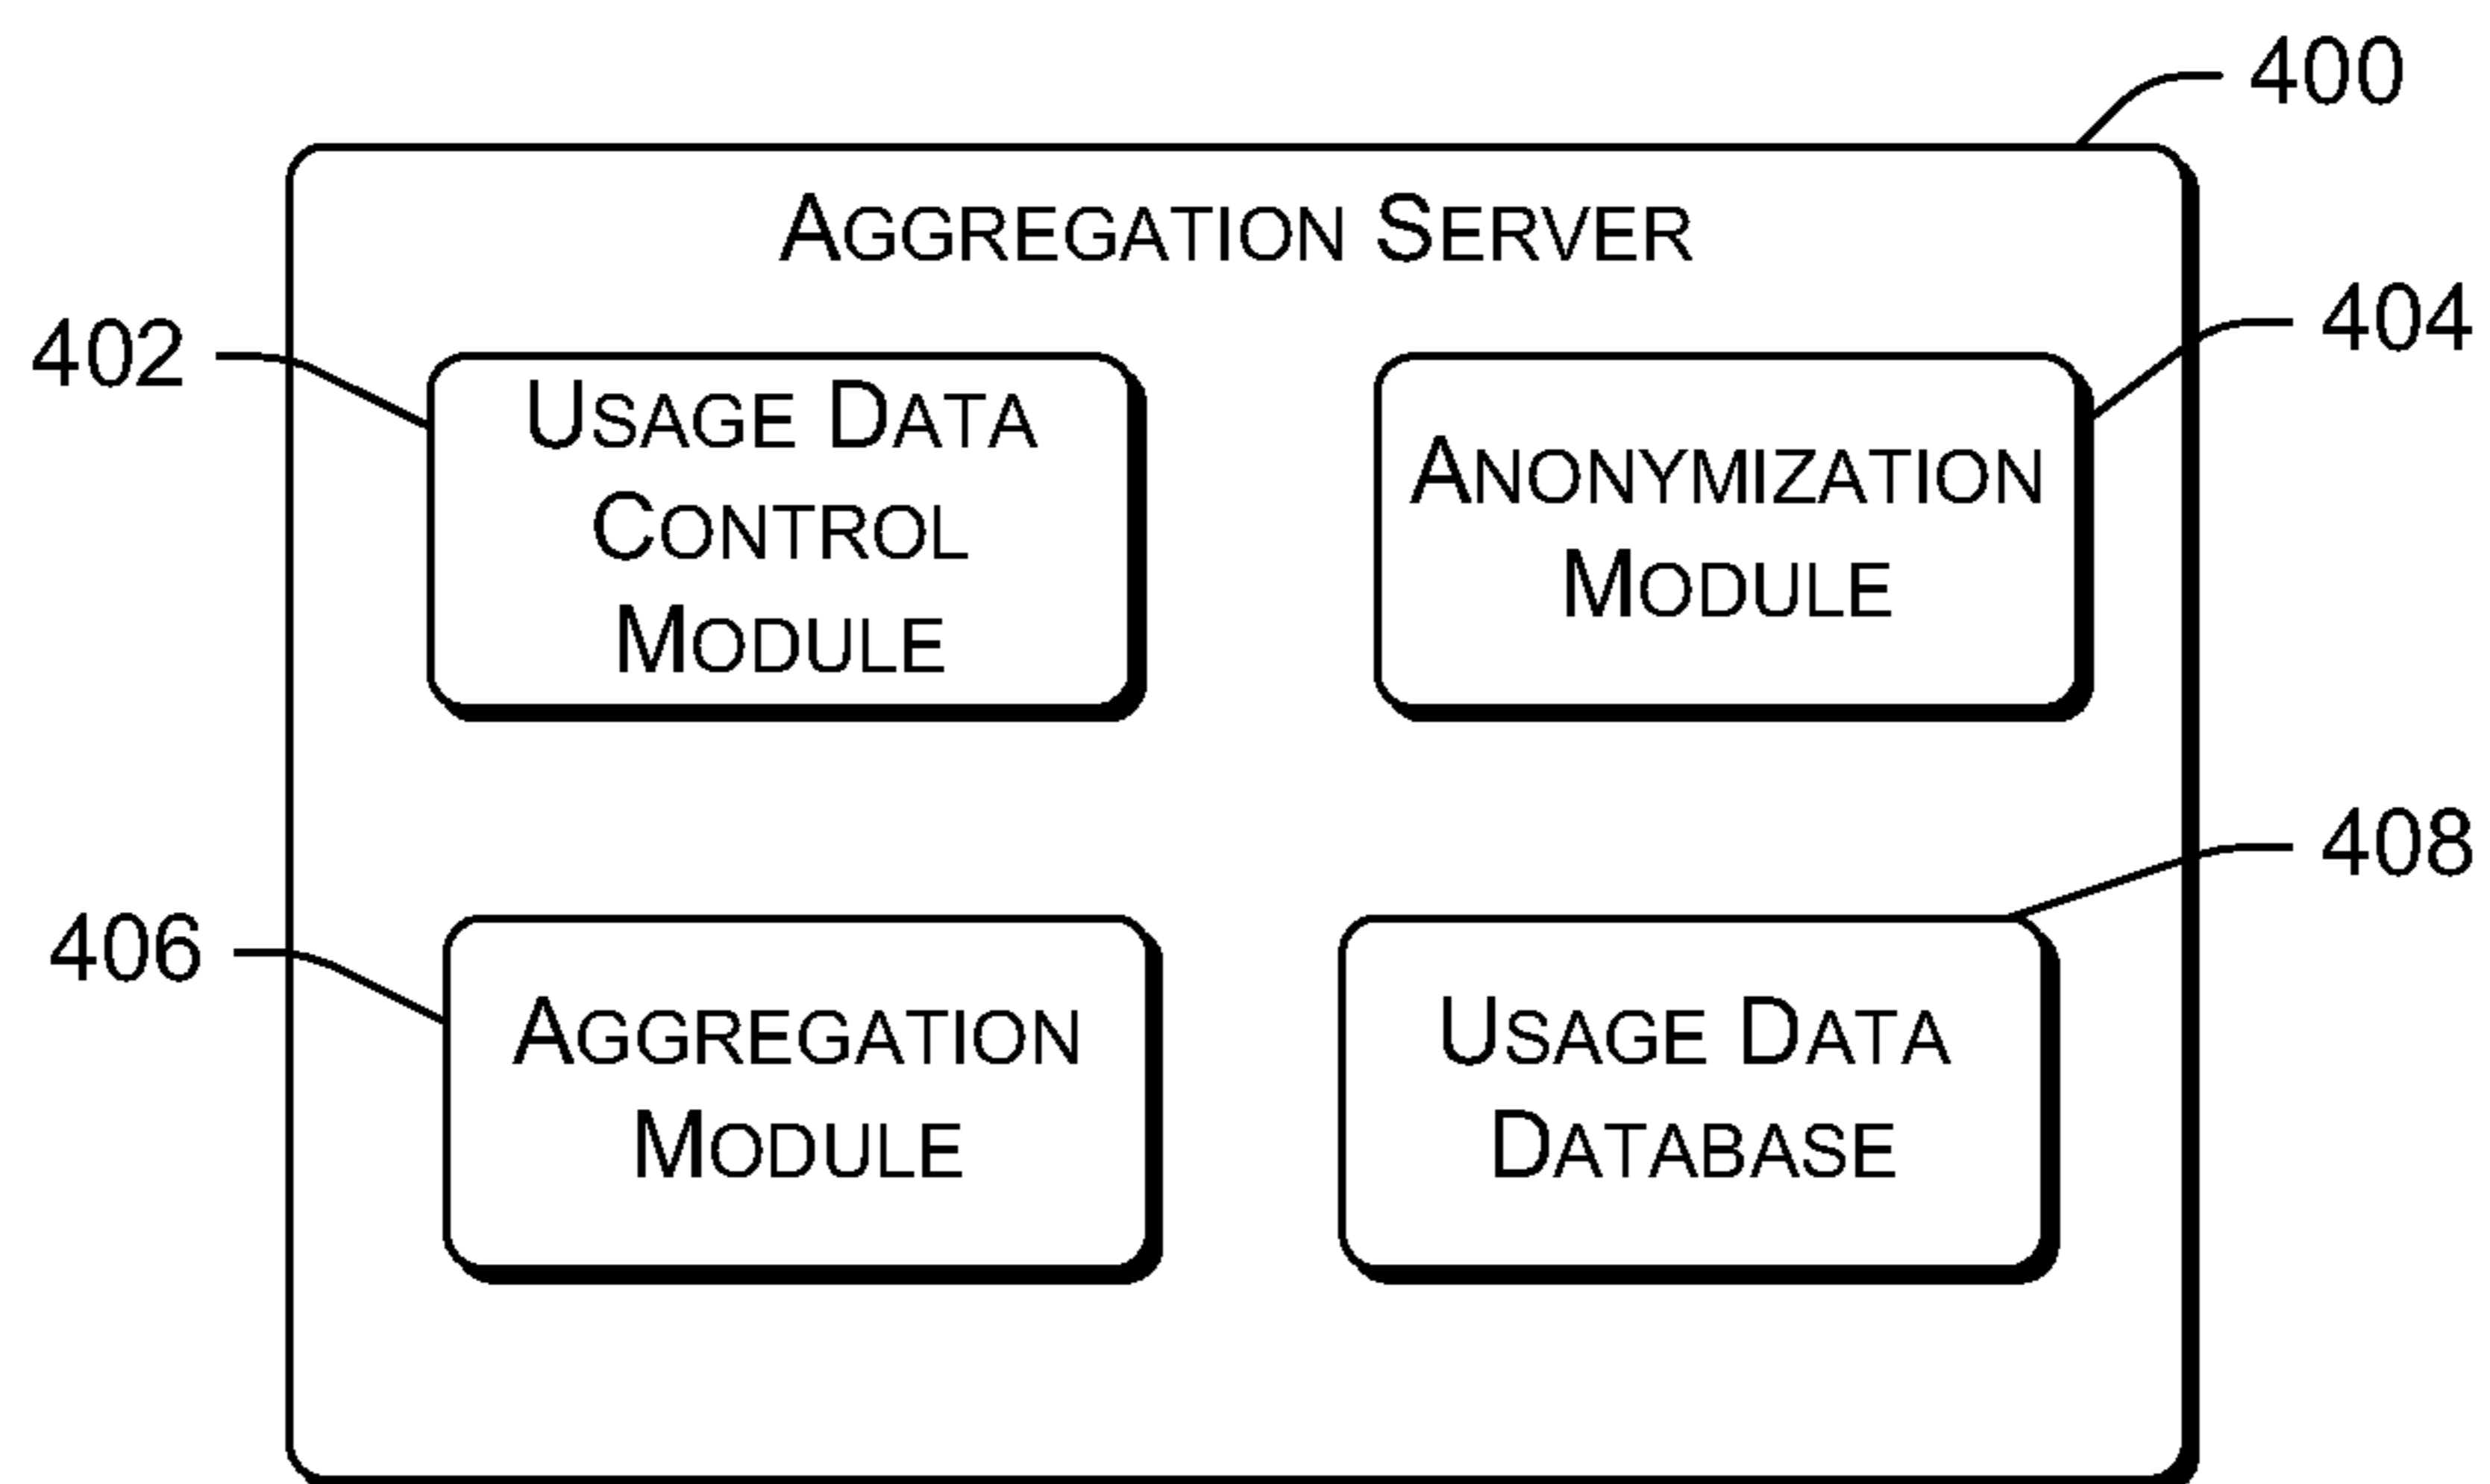 400
AGGREGATION SERVER
402
USAGE DATA
CONTROL
MODULE
404
ANONYMIZATION
MODULE
406
AGGREGATION
MODULE
408
USAGE DATA
DATABASE